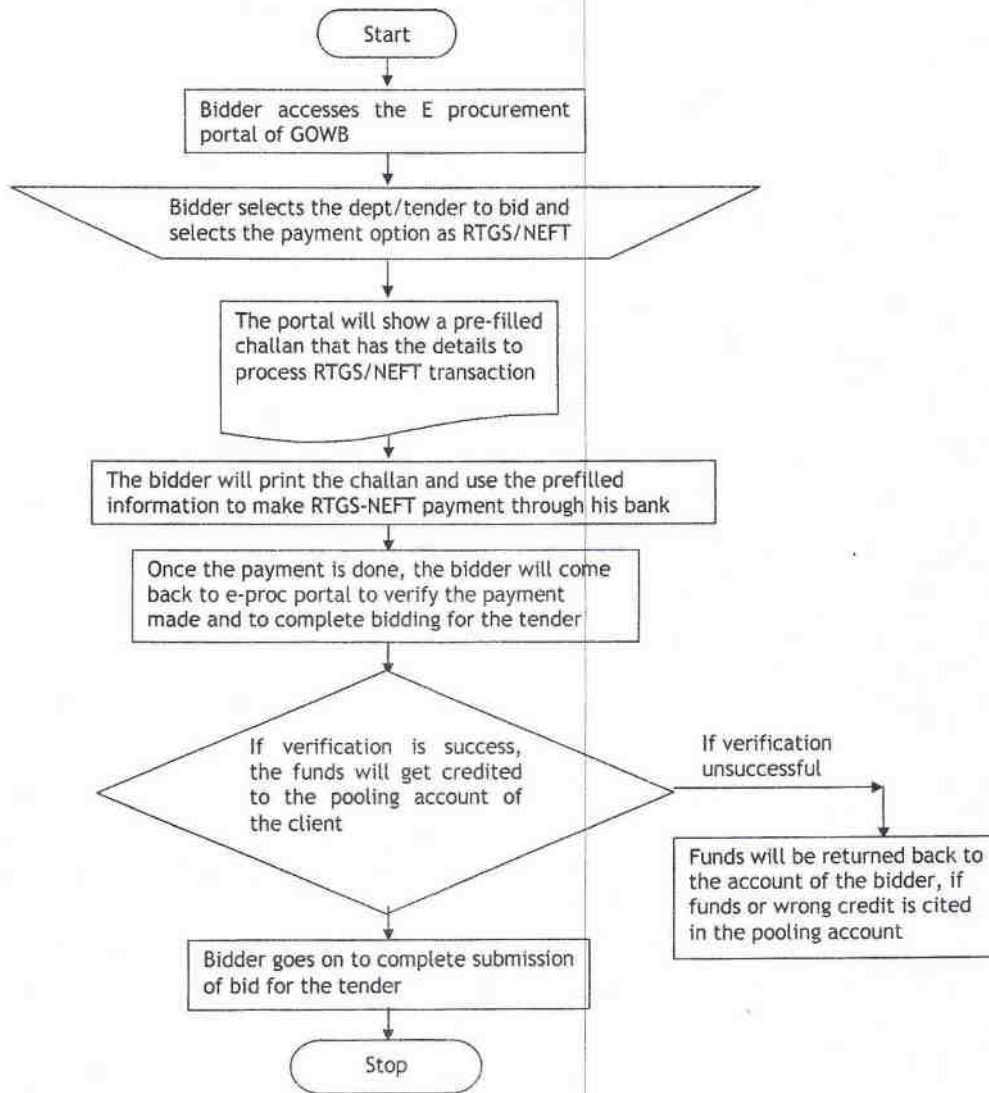 Start
Bidder accesses the E procurement
portal of GOWB
Bidder selects the dept/tender to bid and
selects the payment option as RTGS/NEFT
The portal will show a pre-filled
challan that has the details to
process RTGS/NEFT transaction
The bidder will print the challan and use the prefilled
information to make RTGS-NEFT payment through his bank
Once the payment is done, the bidder will come
back to e-proc portal to verify the payment
made and to complete bidding for the tender
If verification is success,
the funds will get credited
to the pooling account of
the client
If verification
unsuccessful
Funds will be returned back to
the account of the bidder, if
funds or wrong credit is cited
in the pooling account
Bidder goes on to complete submission
of bid for the tender
Stop